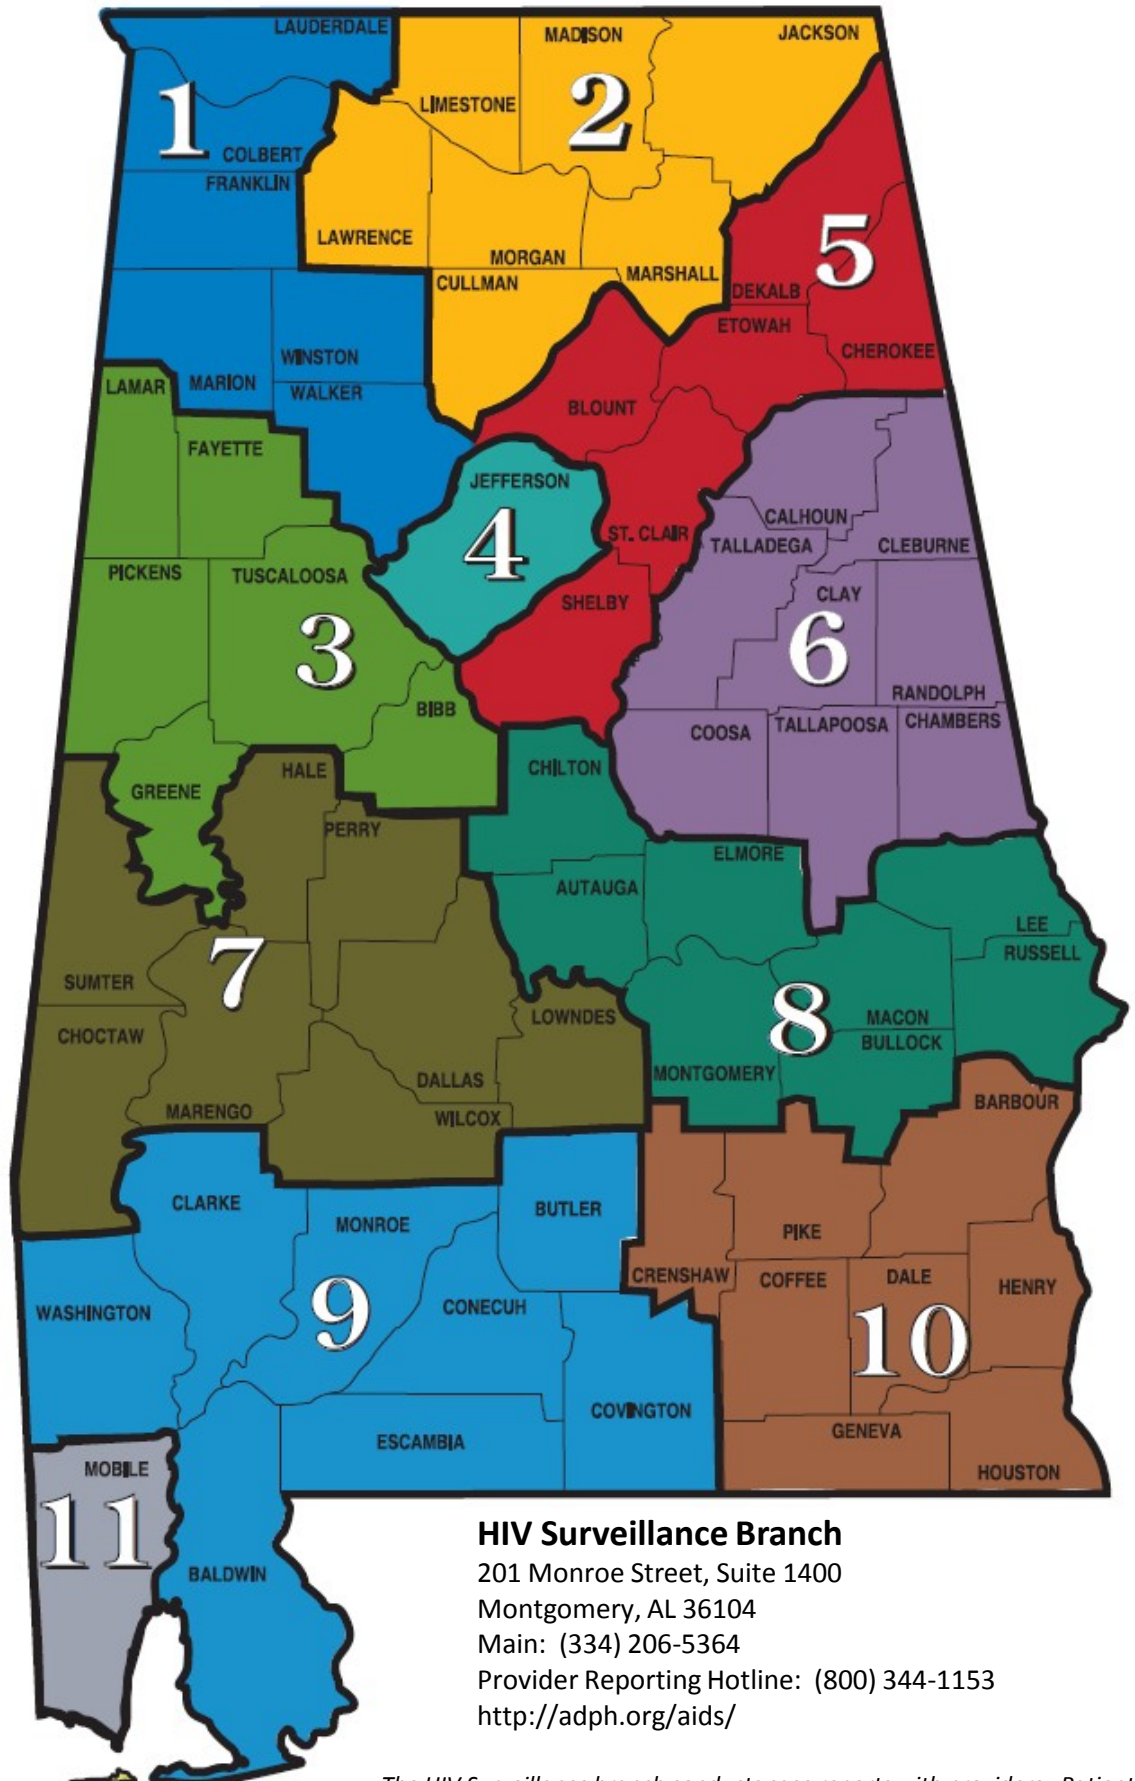 LAUDERDALE
MADISON
JACKSON
1
2
LIMESTONE
COLBERT
FRANKLIN
5
LAWRENCE
MORGAN
MARSHALL
CULLMAN
DEKALB
ETOWAH
CHEROKEE
WINSTON
MARION
WALKER
LAMAR
BLOUNT
FAYETTE
JEFFERSON
4
CALHOUN
ST. CLAIR
TALLADEGA
CLEBURNE
PICKENS
TUSCALOOSA
CLAY
SHELBY
3
6
RANDOLPH
BIBB
COOSA
TALLAPOOSA
CHAMBERS
CHILTON
HALE
GREENE
PERRY
ELMORE
AUTAUGA
LEE
RUSSELL
7
SUMTER
8
LOWNDES
MACON
CHOCTAW
BULLOCK
MONTGOMERY
DALLAS
BARBOUR
MARENGO
WILCOX
CLARKE
BUTLER
MONROE
PIKE
CRENSHAW
COFFEE
DALE
HENRY
WASHINGTON
9
CONECUH
10
COVINGTON
GENEVA
ESCAMBIA
MOBILE
HOUSTON
11
BALDWIN
HIV Surveillance Branch
201 Monroe Street, Suite 1400
Montgomery, AL 36104
Main: (334) 206-5364
Provider Reporting Hotline: (800) 344-1153
http://adph.org/aids/